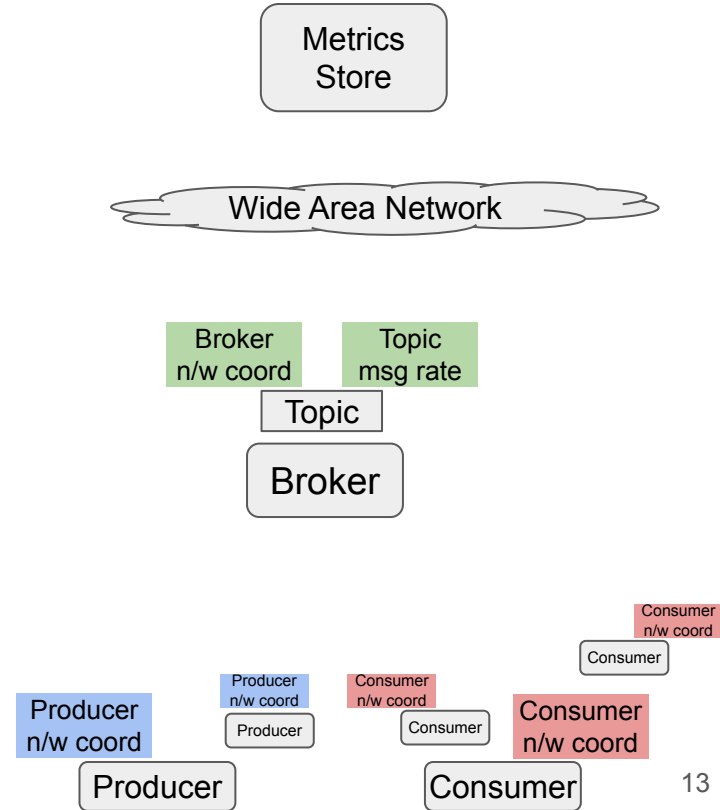 Metrics
Store
Wide Area Network
Broker
n/w coord
Topic
msg rate
Topic
Broker
Consumer
n/w coord
Consumer
Producer
n/w coord
Producer
Consumer
n/w coord
Consumer
Producer
n/w coord
Producer
Consumer
n/w coord
Consumer
13